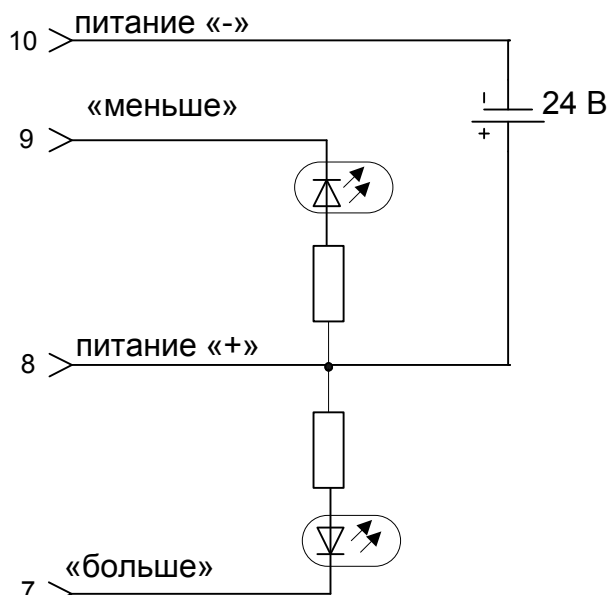 10 питание «-»
- 24 В
+
9 «меньше»
8 питание «+»
«больше»
7